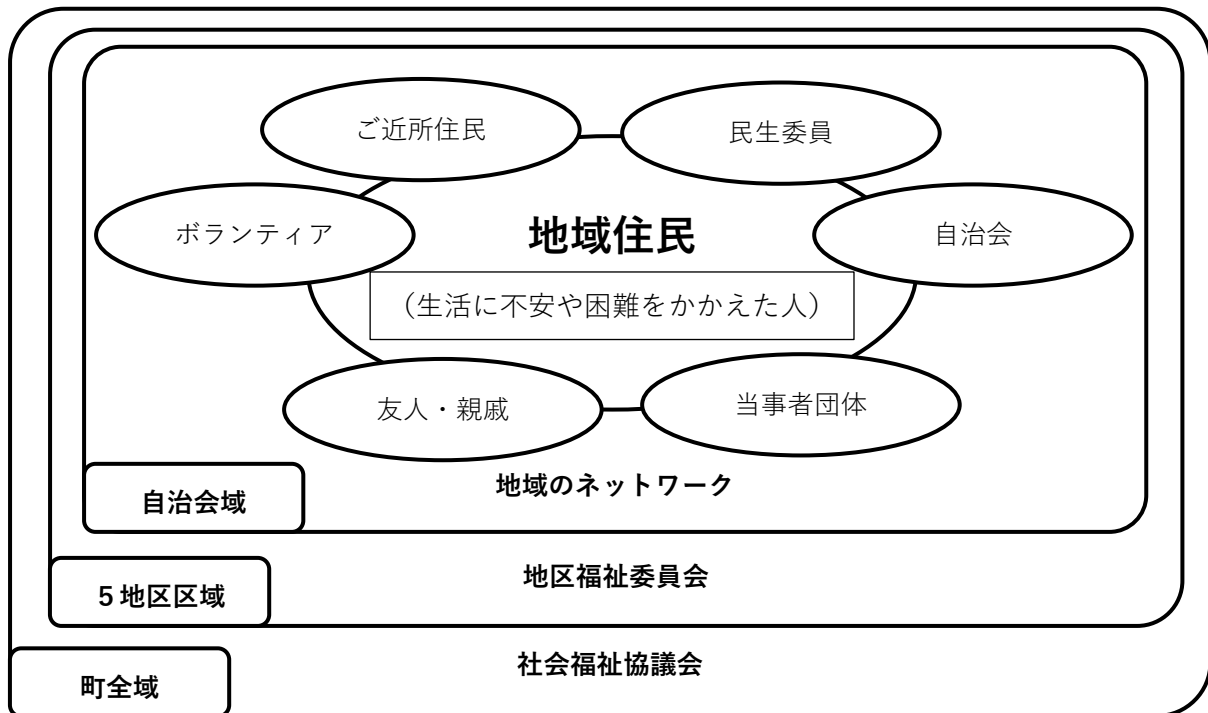 ご近所住民
民生委員
ボランティア
地域住民
自治会
（生活に不安や困難をかかえた人）
友人・親戚
当事者団体
地域のネットワーク
自治会域
地区福祉委員会
5地区区域
社会福祉協議会
町全域